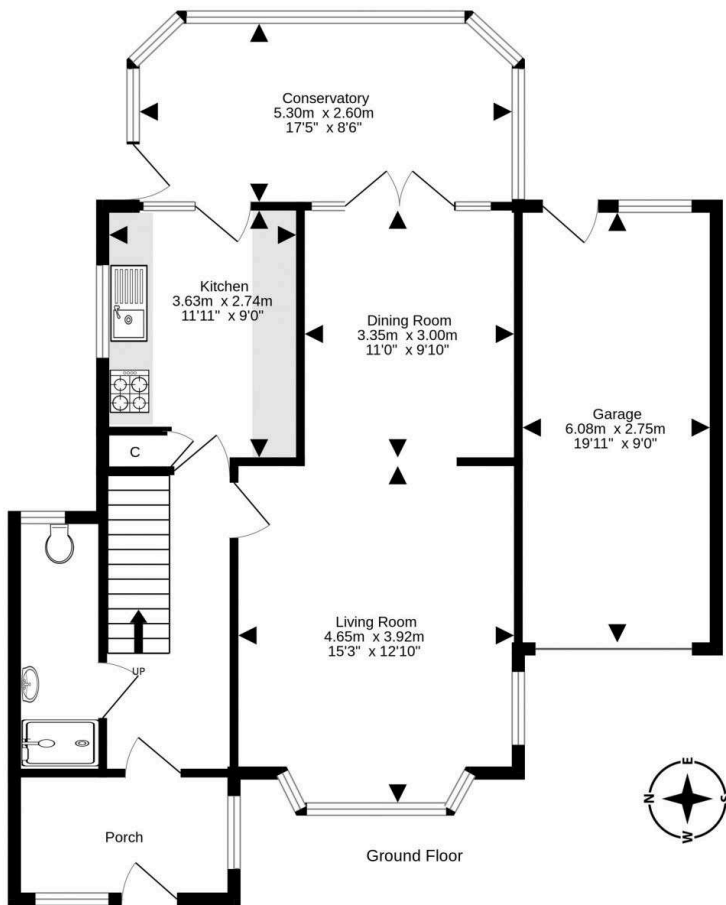 Conservatory
5.30m x 2.60m
17'5" x 8'6"
Kitchen
3.63m x 2.74m
11'11" x 9'0"
Dining Room
3.35m x 3.00m
11'0" x 9'10"
Garage
6.08m x 2.75m
19'11" x 9'0"
C
Living Room
4.65m x 3.92m
15'3" x 12'10"
UP
Porch
Ground Floor
N
E
S
W